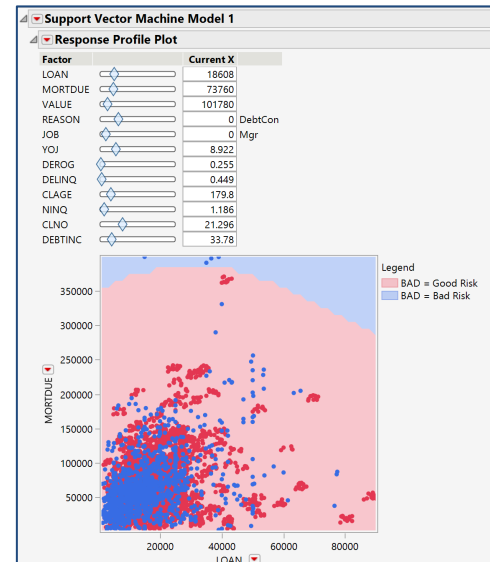 Support Vector Machine Model 1
Response Profile Plot
Factor Current X
LOAN 18608
MORTDUE 73760
VALUE 101780
REASON 0 DebtCon
JOB 0 Mgr
YOJ 8.922
DEROG 0.255
DELINQ 0.449
CLAGE 179.8
NINQ 1.186
CLNO 21.296
DEBTINC 33.78
Legend
BAD = Good Risk
BAD = Bad Risk
350000
300000
250000
200000
150000
100000
50000
MORTDUE
20000 40000 60000 80000
LOAN